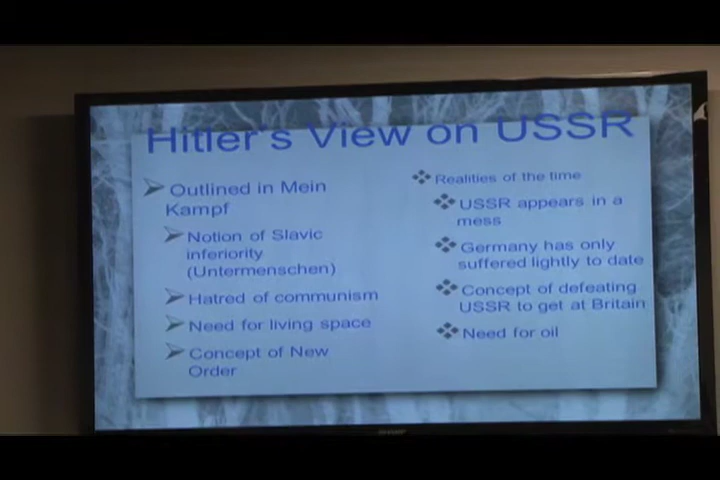 Hitler's View on USSR
Outlined in Mein
Kampf
Notion of Slavic
inferiority
(Untermenschen)
Hatred of communism
Need for living space
Concept of New
Order
Realities of the time
USSR appears in a
mess
Germany has only
suffered lightly to date
Concept of defeating
USSR to get at Britain
Need for oil
SHARP